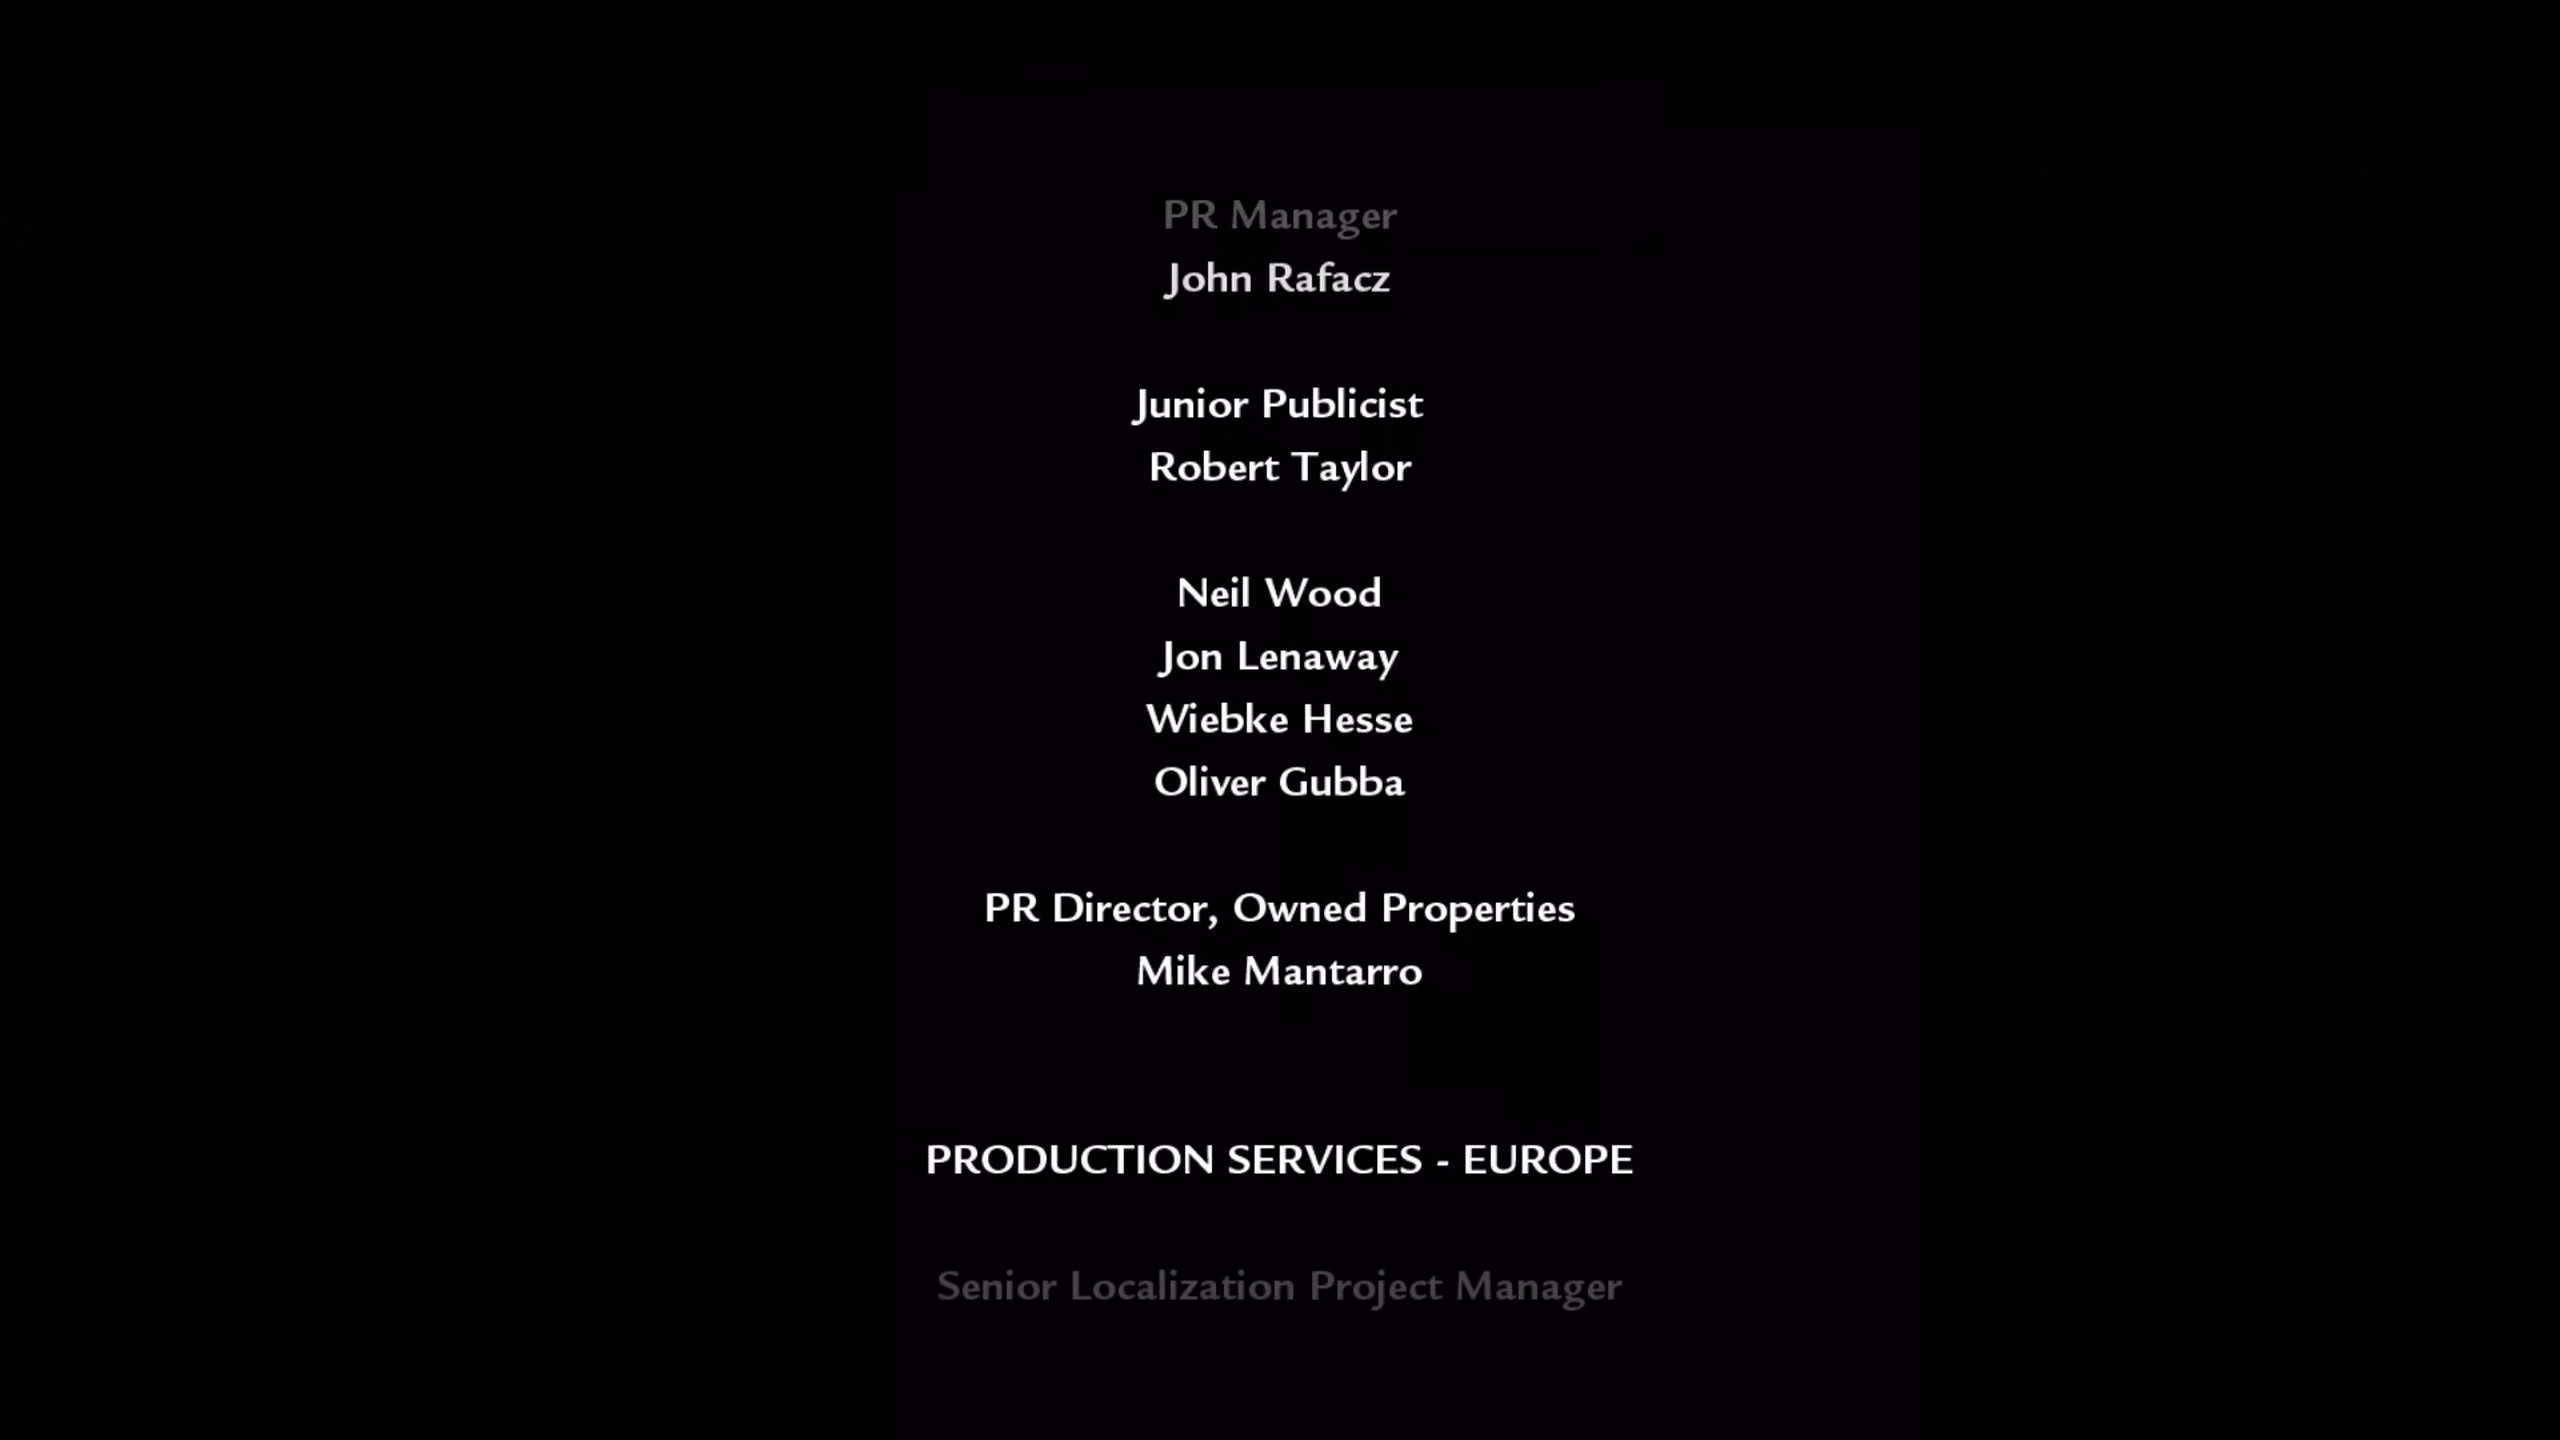 PR Manager
John Rafacz
Junior Publicist
Robert Taylor
Neil Wood
Jon Lenaway
Wiebke Hesse
Oliver Gubba
PR Director, Owned Properties
Mike Mantarro
PRODUCTION SERVICES - EUROPE
Senior Localization Project Manager